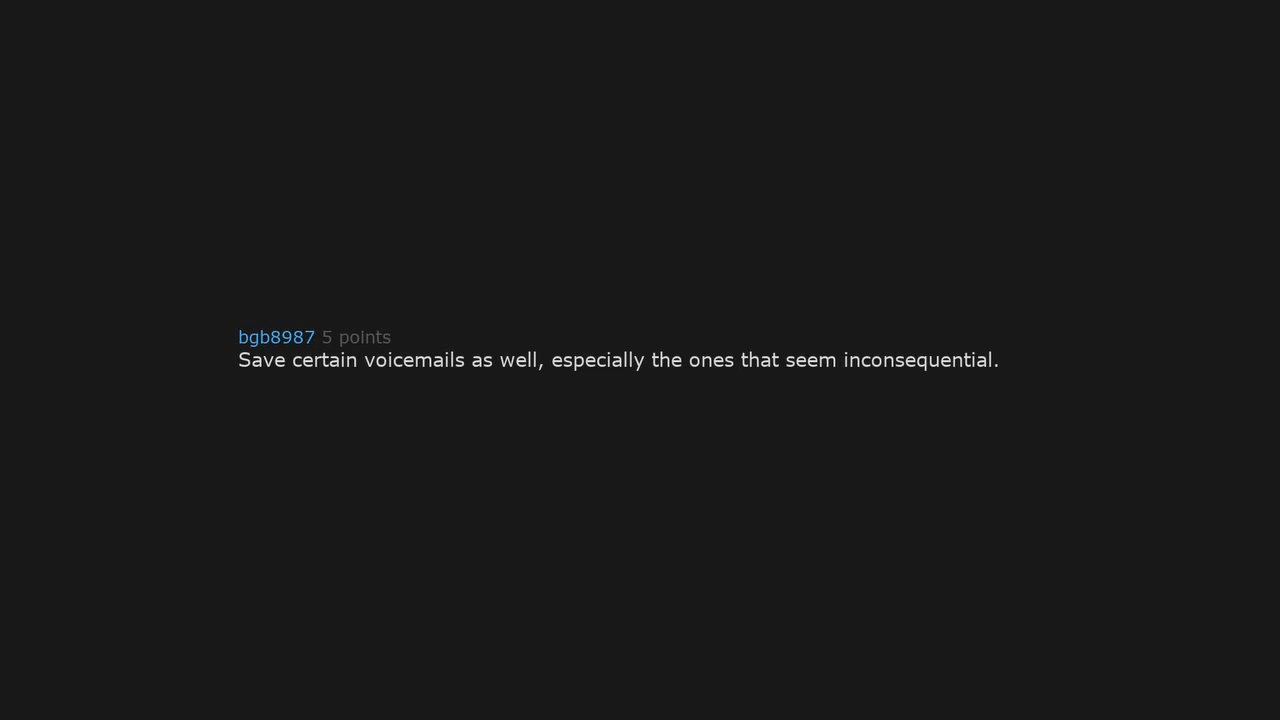 bgb8987 5 points
Save certain voicemails as well, especially the ones that seem inconsequential.